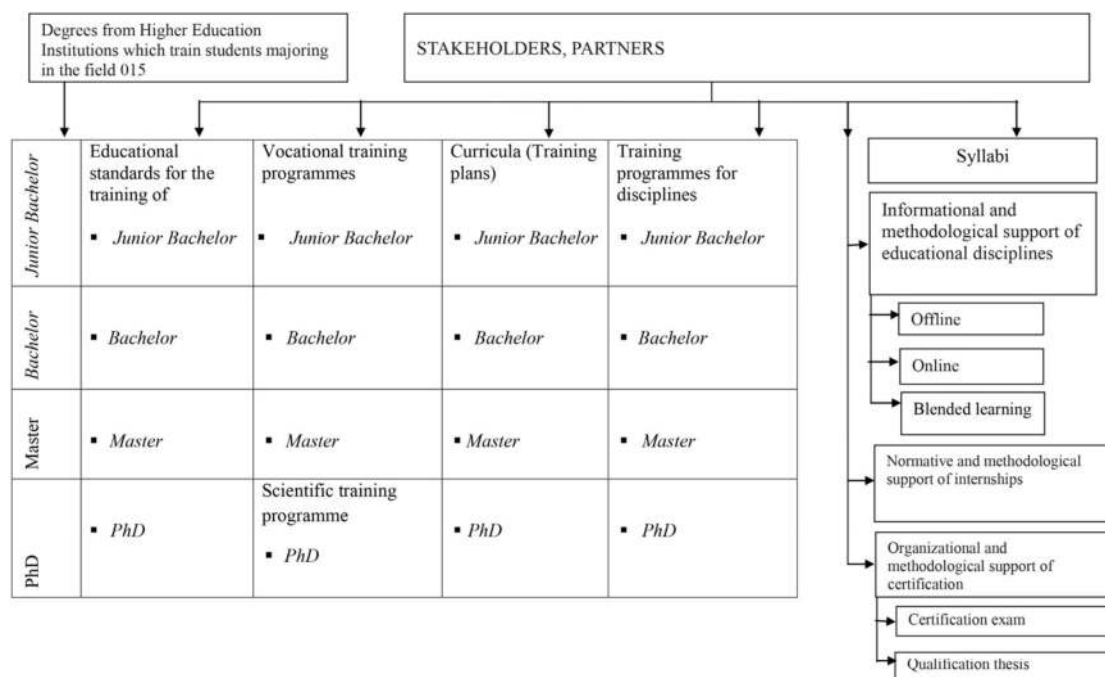 Degrees from Higher Education
Institutions which train students majoring
in the field 015
STAKEHOLDERS, PARTNERS
Junior Bachelor
Educational
standards for the
training of
▪ Junior Bachelor
Vocational training
programmes
▪ Junior Bachelor
Curricula (Training
plans)
▪ Junior Bachelor
Training
programmes for
disciplines
▪ Junior Bachelor
Bachelor
▪ Bachelor
▪ Bachelor
▪ Bachelor
▪ Bachelor
Master
▪ Master
▪ Master
▪ Master
▪ Master
PhD
▪ PhD
Scientific training
programme
▪ PhD
▪ PhD
▪ PhD
Syllabi
Informational and
methodological support of
educational disciplines
Offline
Online
Blended learning
Normative and methodological
support of internships
Organizational and
methodological support of
certification
Certification exam
Qualification thesis